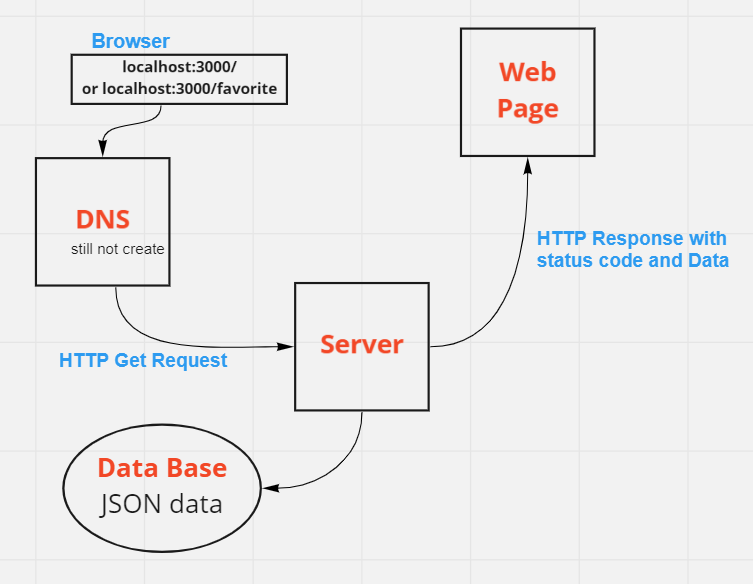 Browser
localhost:3000/
or localhost:3000/favorite
Web
Page
DNS
still not create
HTTP Response with
status code and Data
Server
HTTP Get Request
Data Base
JSON data